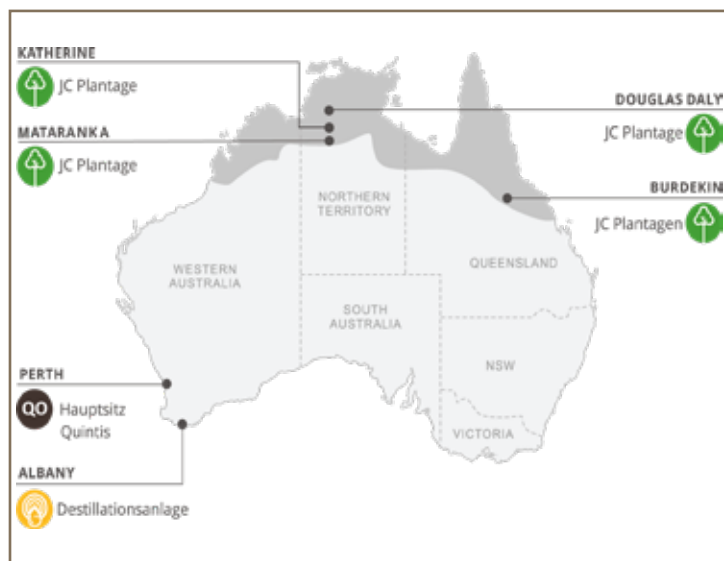 KATHERINE
JC Plantage
MATARANKA
JC Plantage
DOUGLAS DALY
JC Plantage
BURDEKIN
JC Plantagen
NORTHERN
TERRITORY
WESTERN
AUSTRALIA
QUEENSLAND
SOUTH
AUSTRALIA
NSW
VICTORIA
PERTH
QO
Hauptsitz
Quintis
ALBANY
Destillationsanlage